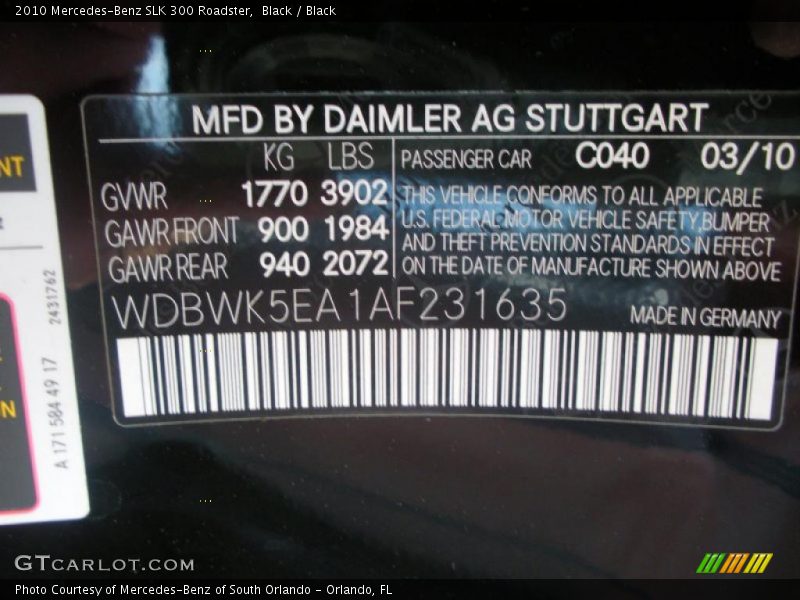 2010 Mercedes-Benz SLK 300 Roadster,  Black / Black
MFD BY DAIMLER AG STUTTGART
KG LBS
GVWR 1770 3902
GAWR FRONT 900 1984
GAWR REAR 940 2072
PASSENGER CAR C040 03/10
THIS VEHICLE CONFORMS TO ALL APPLICABLE
U.S. FEDERAL MOTOR VEHICLE SAFETY,BUMPER
AND THEFT PREVENTION STANDARDS IN EFFECT
ON THE DATE OF MANUFACTURE SHOWN ABOVE
WDBWK5EA1AF231635
MADE IN GERMANY
A 171 584 49 17 2431762
GTCARLOT.COM
Photo Courtesy of Mercedes-Benz of South Orlando - Orlando, FL